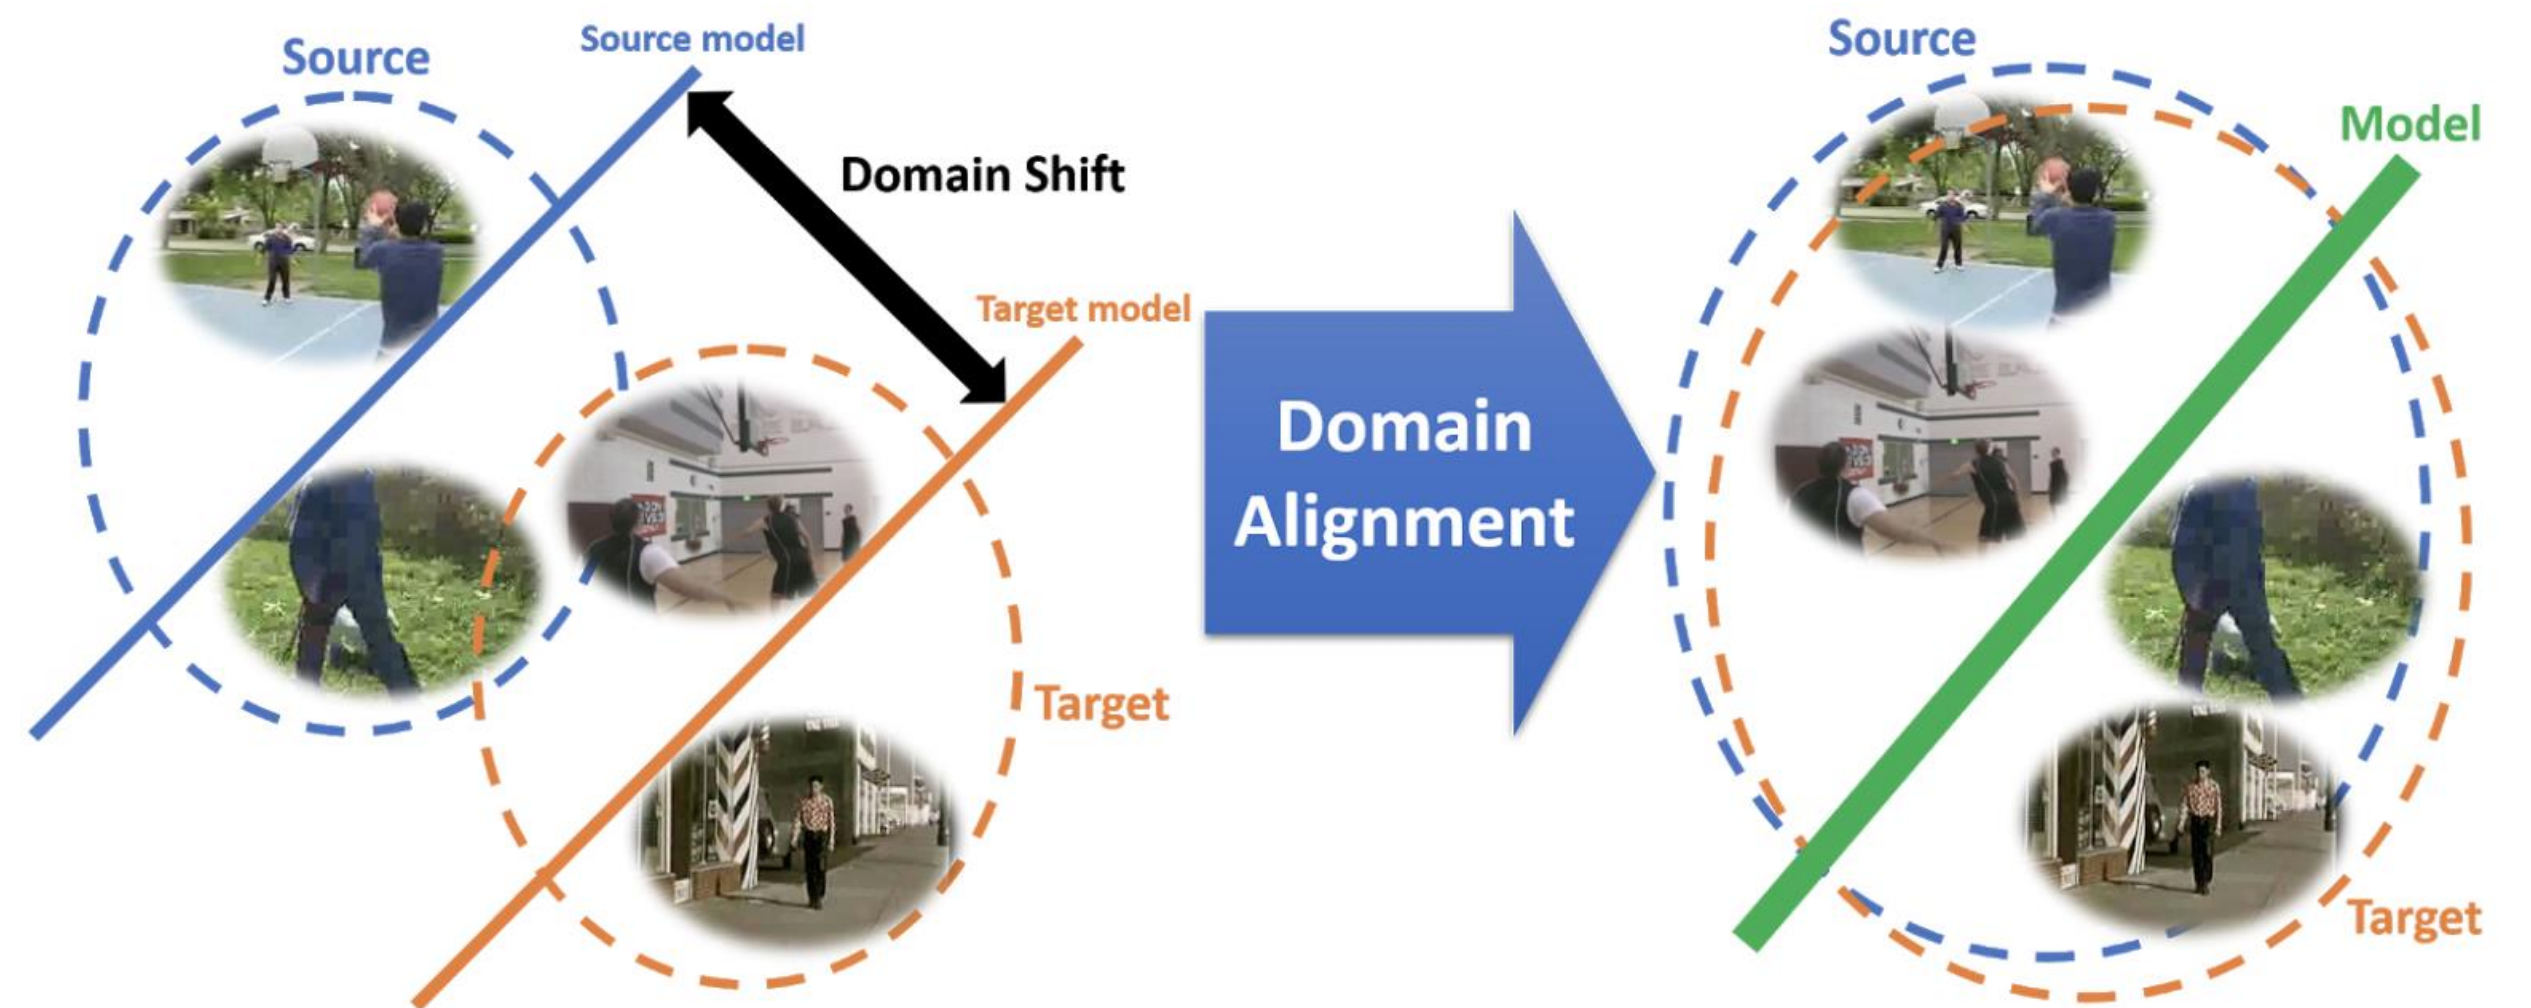 Source
Source model
Domain Shift
Target model
Target
Domain
Alignment
Source
Model
Target